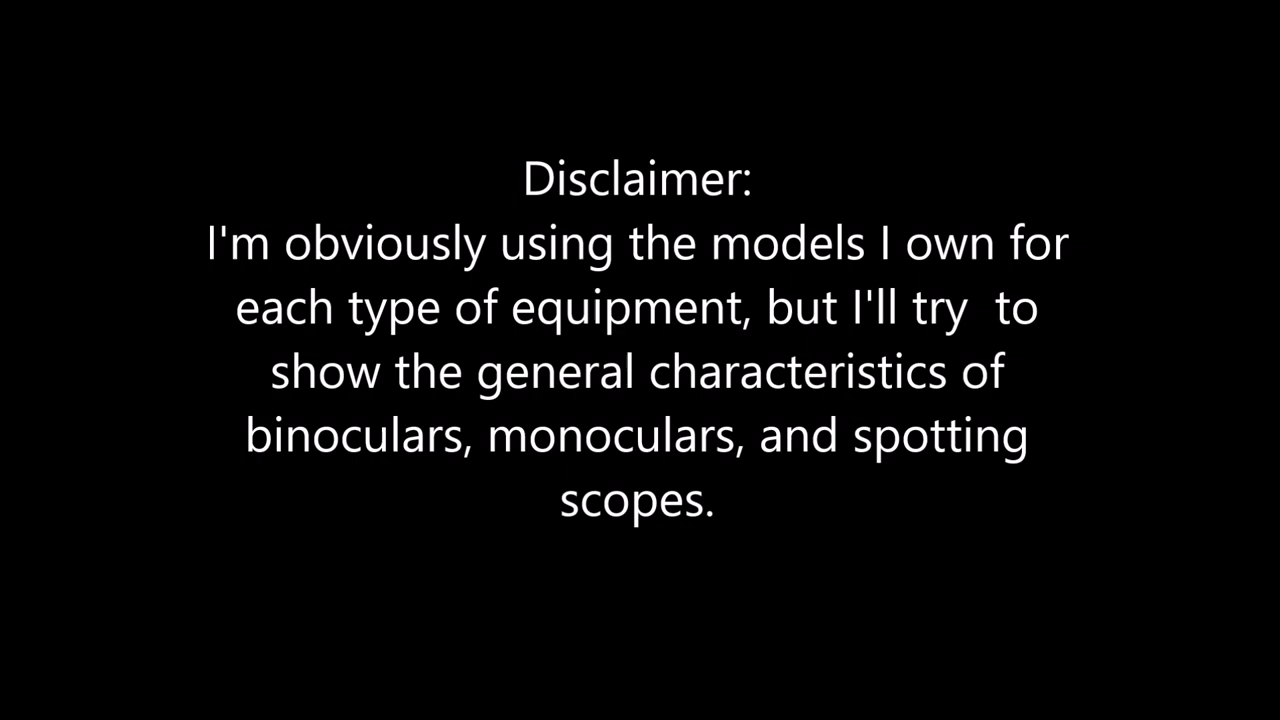 Disclaimer:
I'm obviously using the models I own for
each type of equipment, but I'll try  to
show the general characteristics of
binoculars, monoculars, and spotting
scopes.